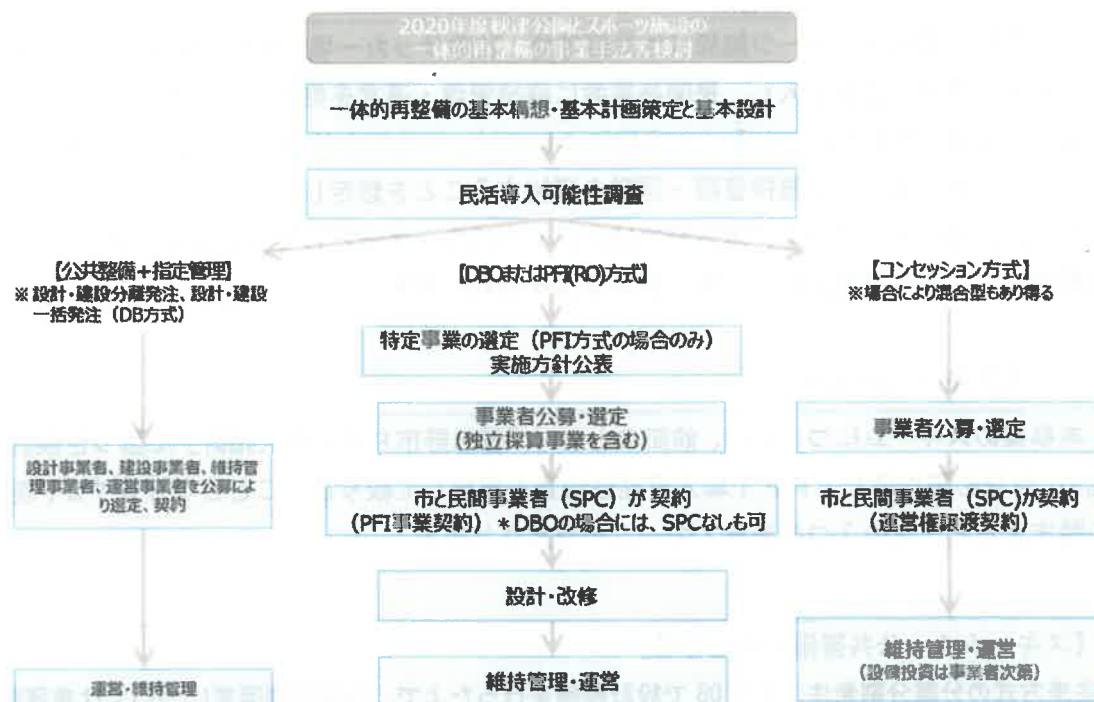 2020年度秋津公園とスポーツ施設の
一体的再整備の事業手法等検討
一体的再整備の基本構想・基本計画策定と基本設計
民活導入可能性調査
【公共整備+指定管理】
※設計・建設分離発注、設計・建設
一括発注（DB方式）
設計事業者、建設事業者、維持管
理事業者、運営事業者を公募によ
り選定、契約
運営・維持管理
【DBOまたはPFI(RO)方式】
特定事業の選定（PFI方式の場合のみ）
実施方針公表
事業者公募・選定
(独立採算事業を含む)
市と民間事業者（SPC）が契約
(PFI事業契約) ＊DBOの場合には、SPCなしも可
設計・改修
維持管理・運営
【コンセッション方式】
※場合により混合型もあり得る
事業者公募・選定
市と民間事業者（SPC)が契約
（運営権譲渡契約）
維持管理・運営
（設備投資は事業者次第）